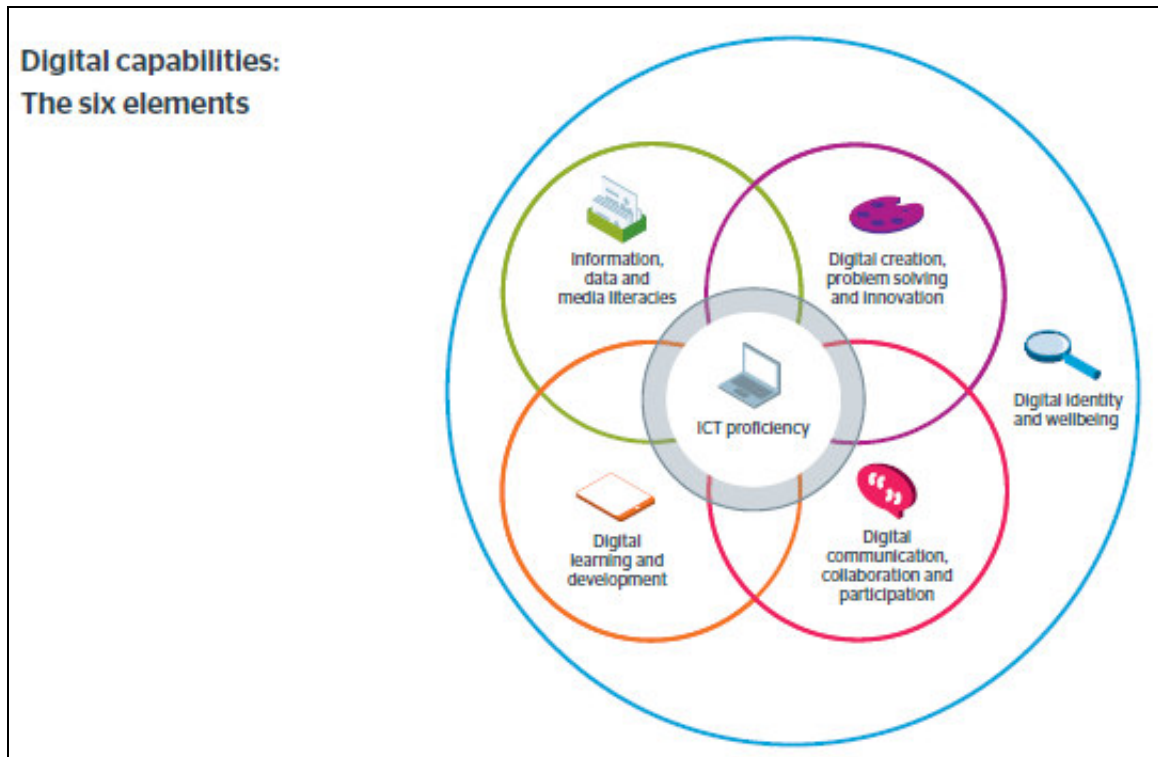 Digital capabilities:
The six elements
Information,
data and
media literacies
Digital creation,
problem solving
and innovation
Digital identity
and wellbeing
ICT proficiency
Digital
learning and
development
Digital
communication,
collaboration and
participation